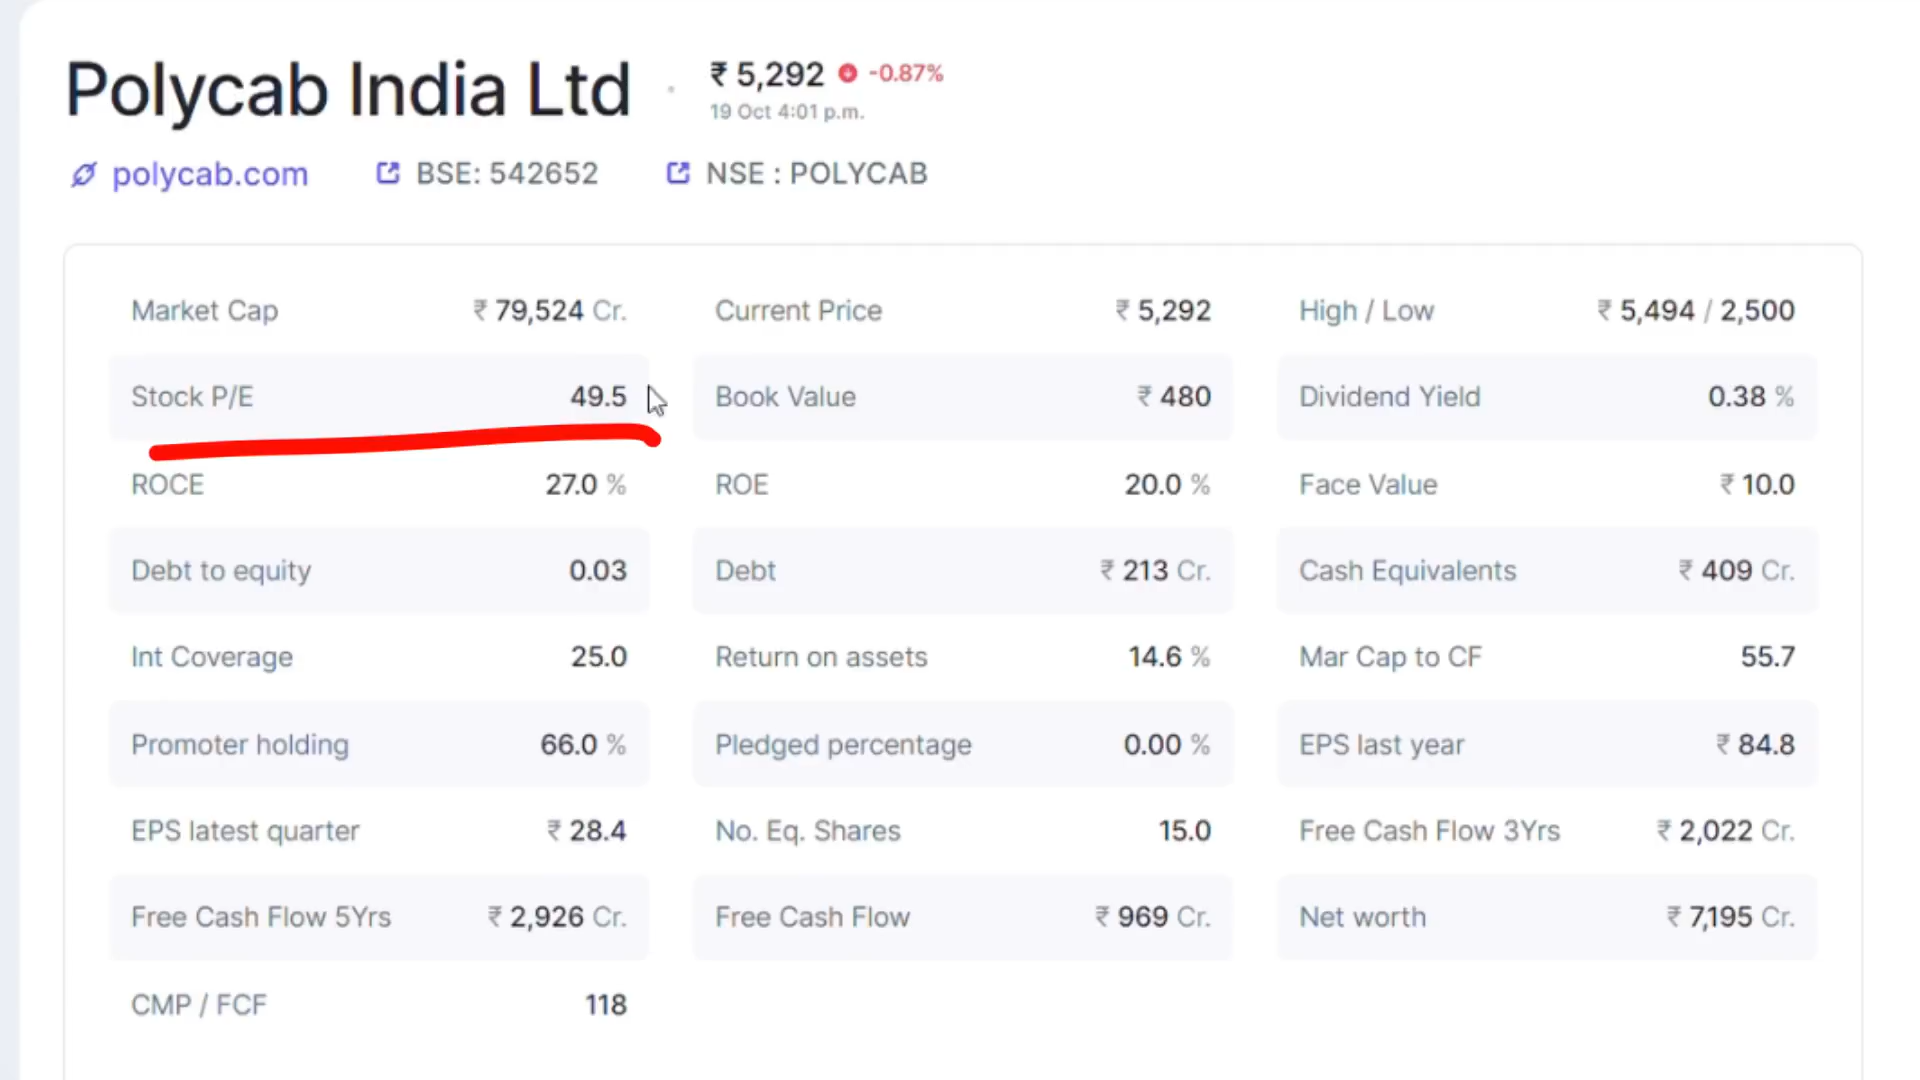 Polycab India Ltd
₹ 5,292 -0.87%
19 Oct 4:01 p.m.
polycab.com BSE: 542652 NSE : POLYCAB
Market Cap ₹ 79,524 Cr. Current Price ₹ 5,292 High / Low ₹ 5,494 / 2,500
Stock P/E 49.5 Book Value ₹ 480 Dividend Yield 0.38 %
ROCE 27.0 % ROE 20.0 % Face Value ₹ 10.0
Debt to equity 0.03 Debt ₹ 213 Cr. Cash Equivalents ₹ 409 Cr.
Int Coverage 25.0 Return on assets 14.6 % Mar Cap to CF 55.7
Promoter holding 66.0 % Pledged percentage 0.00 % EPS last year ₹ 84.8
EPS latest quarter ₹ 28.4 No. Eq. Shares 15.0 Free Cash Flow 3Yrs ₹ 2,022 Cr.
Free Cash Flow 5Yrs ₹ 2,926 Cr. Free Cash Flow ₹ 969 Cr. Net worth ₹ 7,195 Cr.
CMP / FCF 118